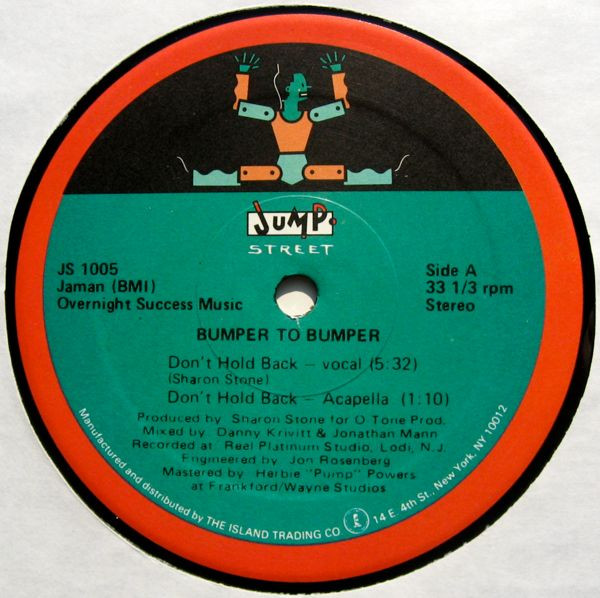 JUMP.
STREET
JS 1005
Jaman (BMI)
Overnight Success Music
Side A
33 1/3 rpm
Stereo
BUMPER TO BUMPER
Don't Hold Back — vocal (5:32)
(Sharon Stone)
Don't Hold Back — Acapella (1:10)
Produced by Sharon Stone for O-Tone Prod.
Mixed by Danny Krivitt & Jonathan Mann
Recorded at Reel Platinum Studio, Lodi, N.J.
Engineered by Jon Rosenberg
Mastered by Herbie "Pump" Powers
at Frankford/Wayne Studios
Manufactured and distributed by THE ISLAND TRADING CO 14 E. 4th St., New York, NY 10012